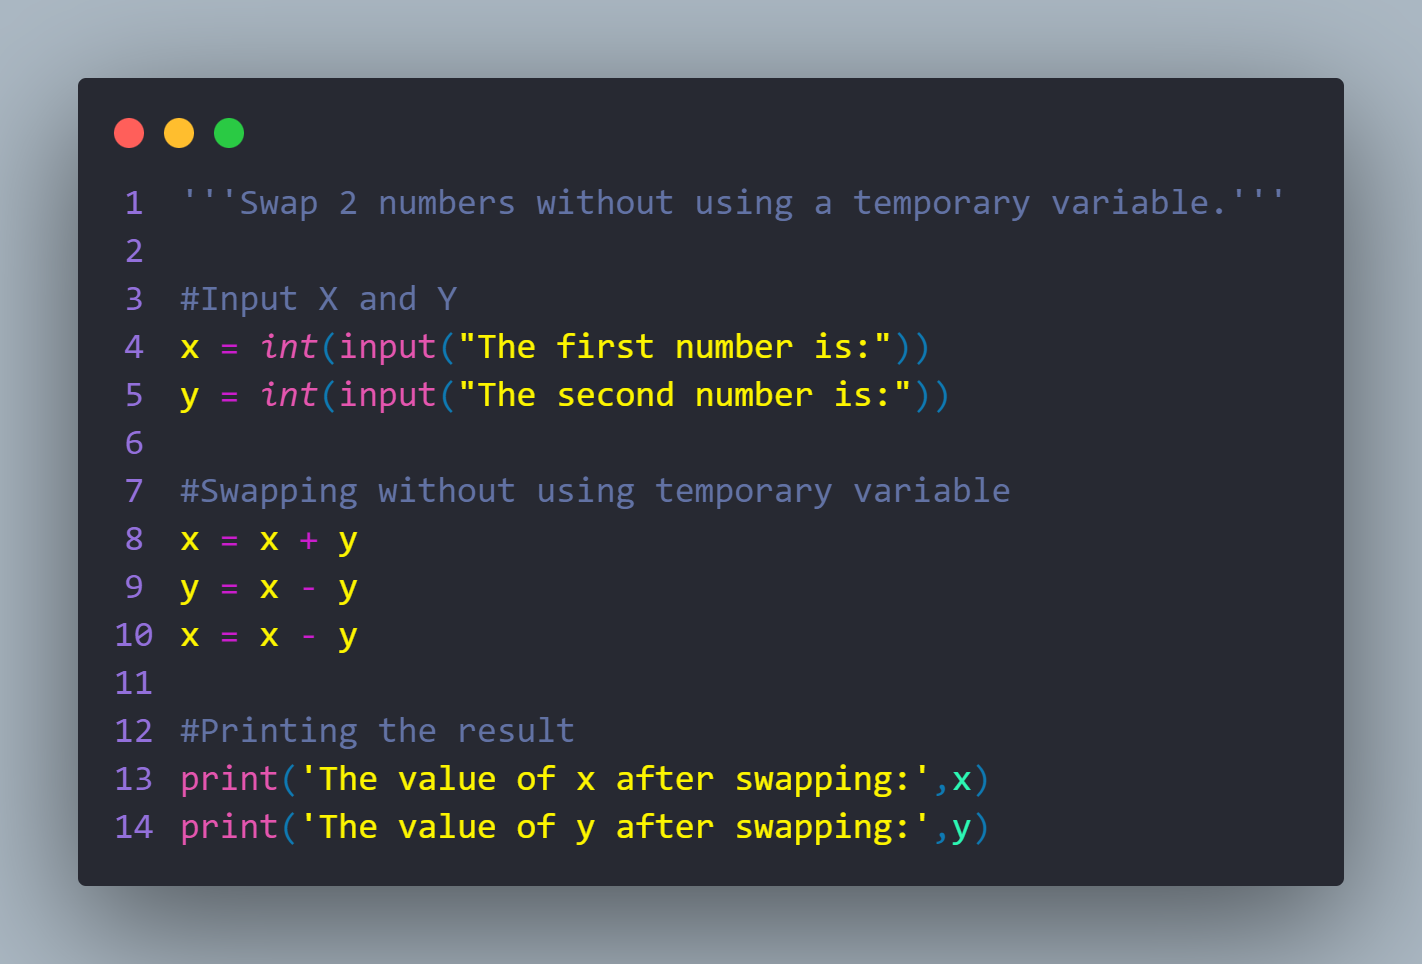 1 '''Swap 2 numbers without using a temporary variable.'''
2
3 #Input X and Y
4 x = int(input("The first number is:"))
5 y = int(input("The second number is:"))
6
7 #Swapping without using temporary variable
8 x = x + y
9 y = x - y
10 x = x - y
11
12 #Printing the result
13 print('The value of x after swapping:',x)
14 print('The value of y after swapping:',y)